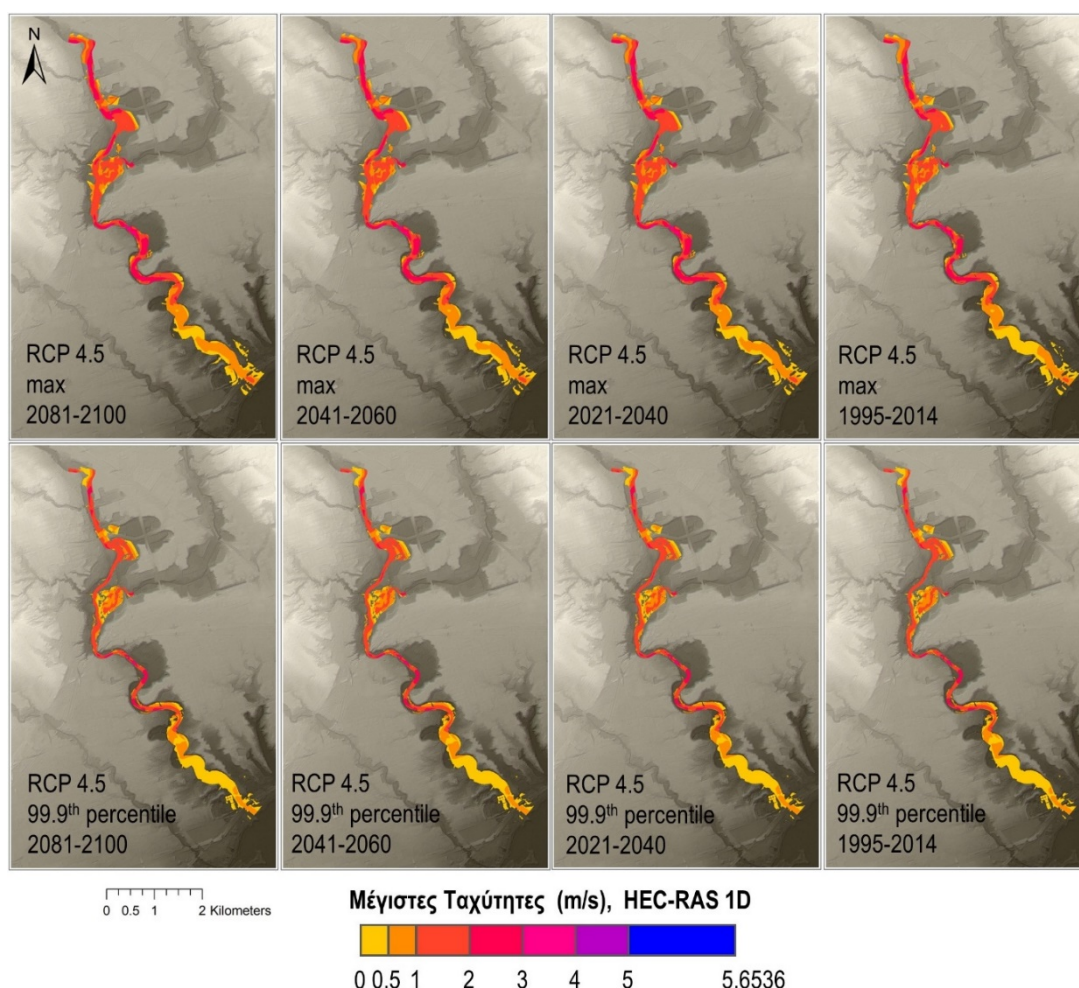 N
RCP 4.5
max
2081-2100
RCP 4.5
max
2041-2060
RCP 4.5
max
2021-2040
RCP 4.5
max
1995-2014
RCP 4.5
99.9th percentile
2081-2100
RCP 4.5
99.9th percentile
2041-2060
RCP 4.5
99.9th percentile
2021-2040
RCP 4.5
99.9th percentile
1995-2014
0 0.5 1 2 Kilometers
Μέγιστες Ταχύτητες (m/s), HEC-RAS 1D
0 0.5 1 2 3 4 5 5.6536